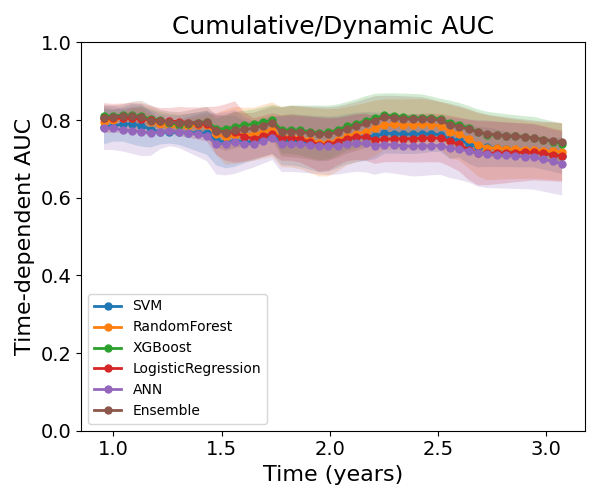 Cumulative/Dynamic AUC
Time-dependent AUC
1.0
0.8
0.6
0.4
0.2
0.0
SVM
RandomForest
XGBoost
LogisticRegression
ANN
Ensemble
1.0 1.5 2.0 2.5 3.0
Time (years)